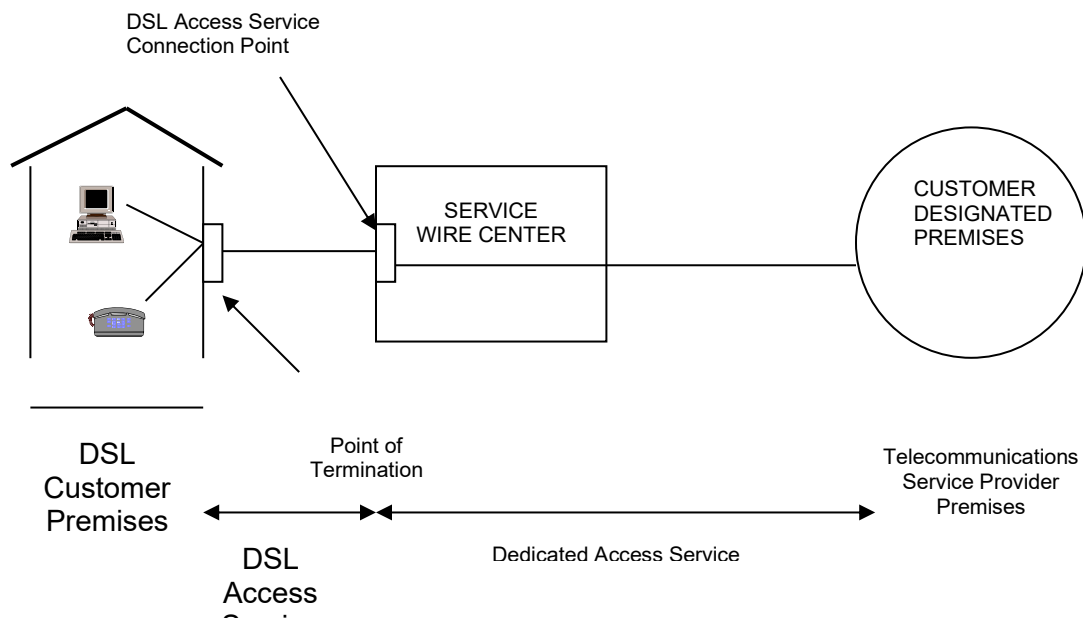 DSL Access Service
Connection Point
SERVICE
WIRE CENTER
CUSTOMER
DESIGNATED
PREMISES
DSL
Customer
Premises
Point of
Termination
Telecommunications
Service Provider
Premises
DSL
Access
Dedicated Access Service